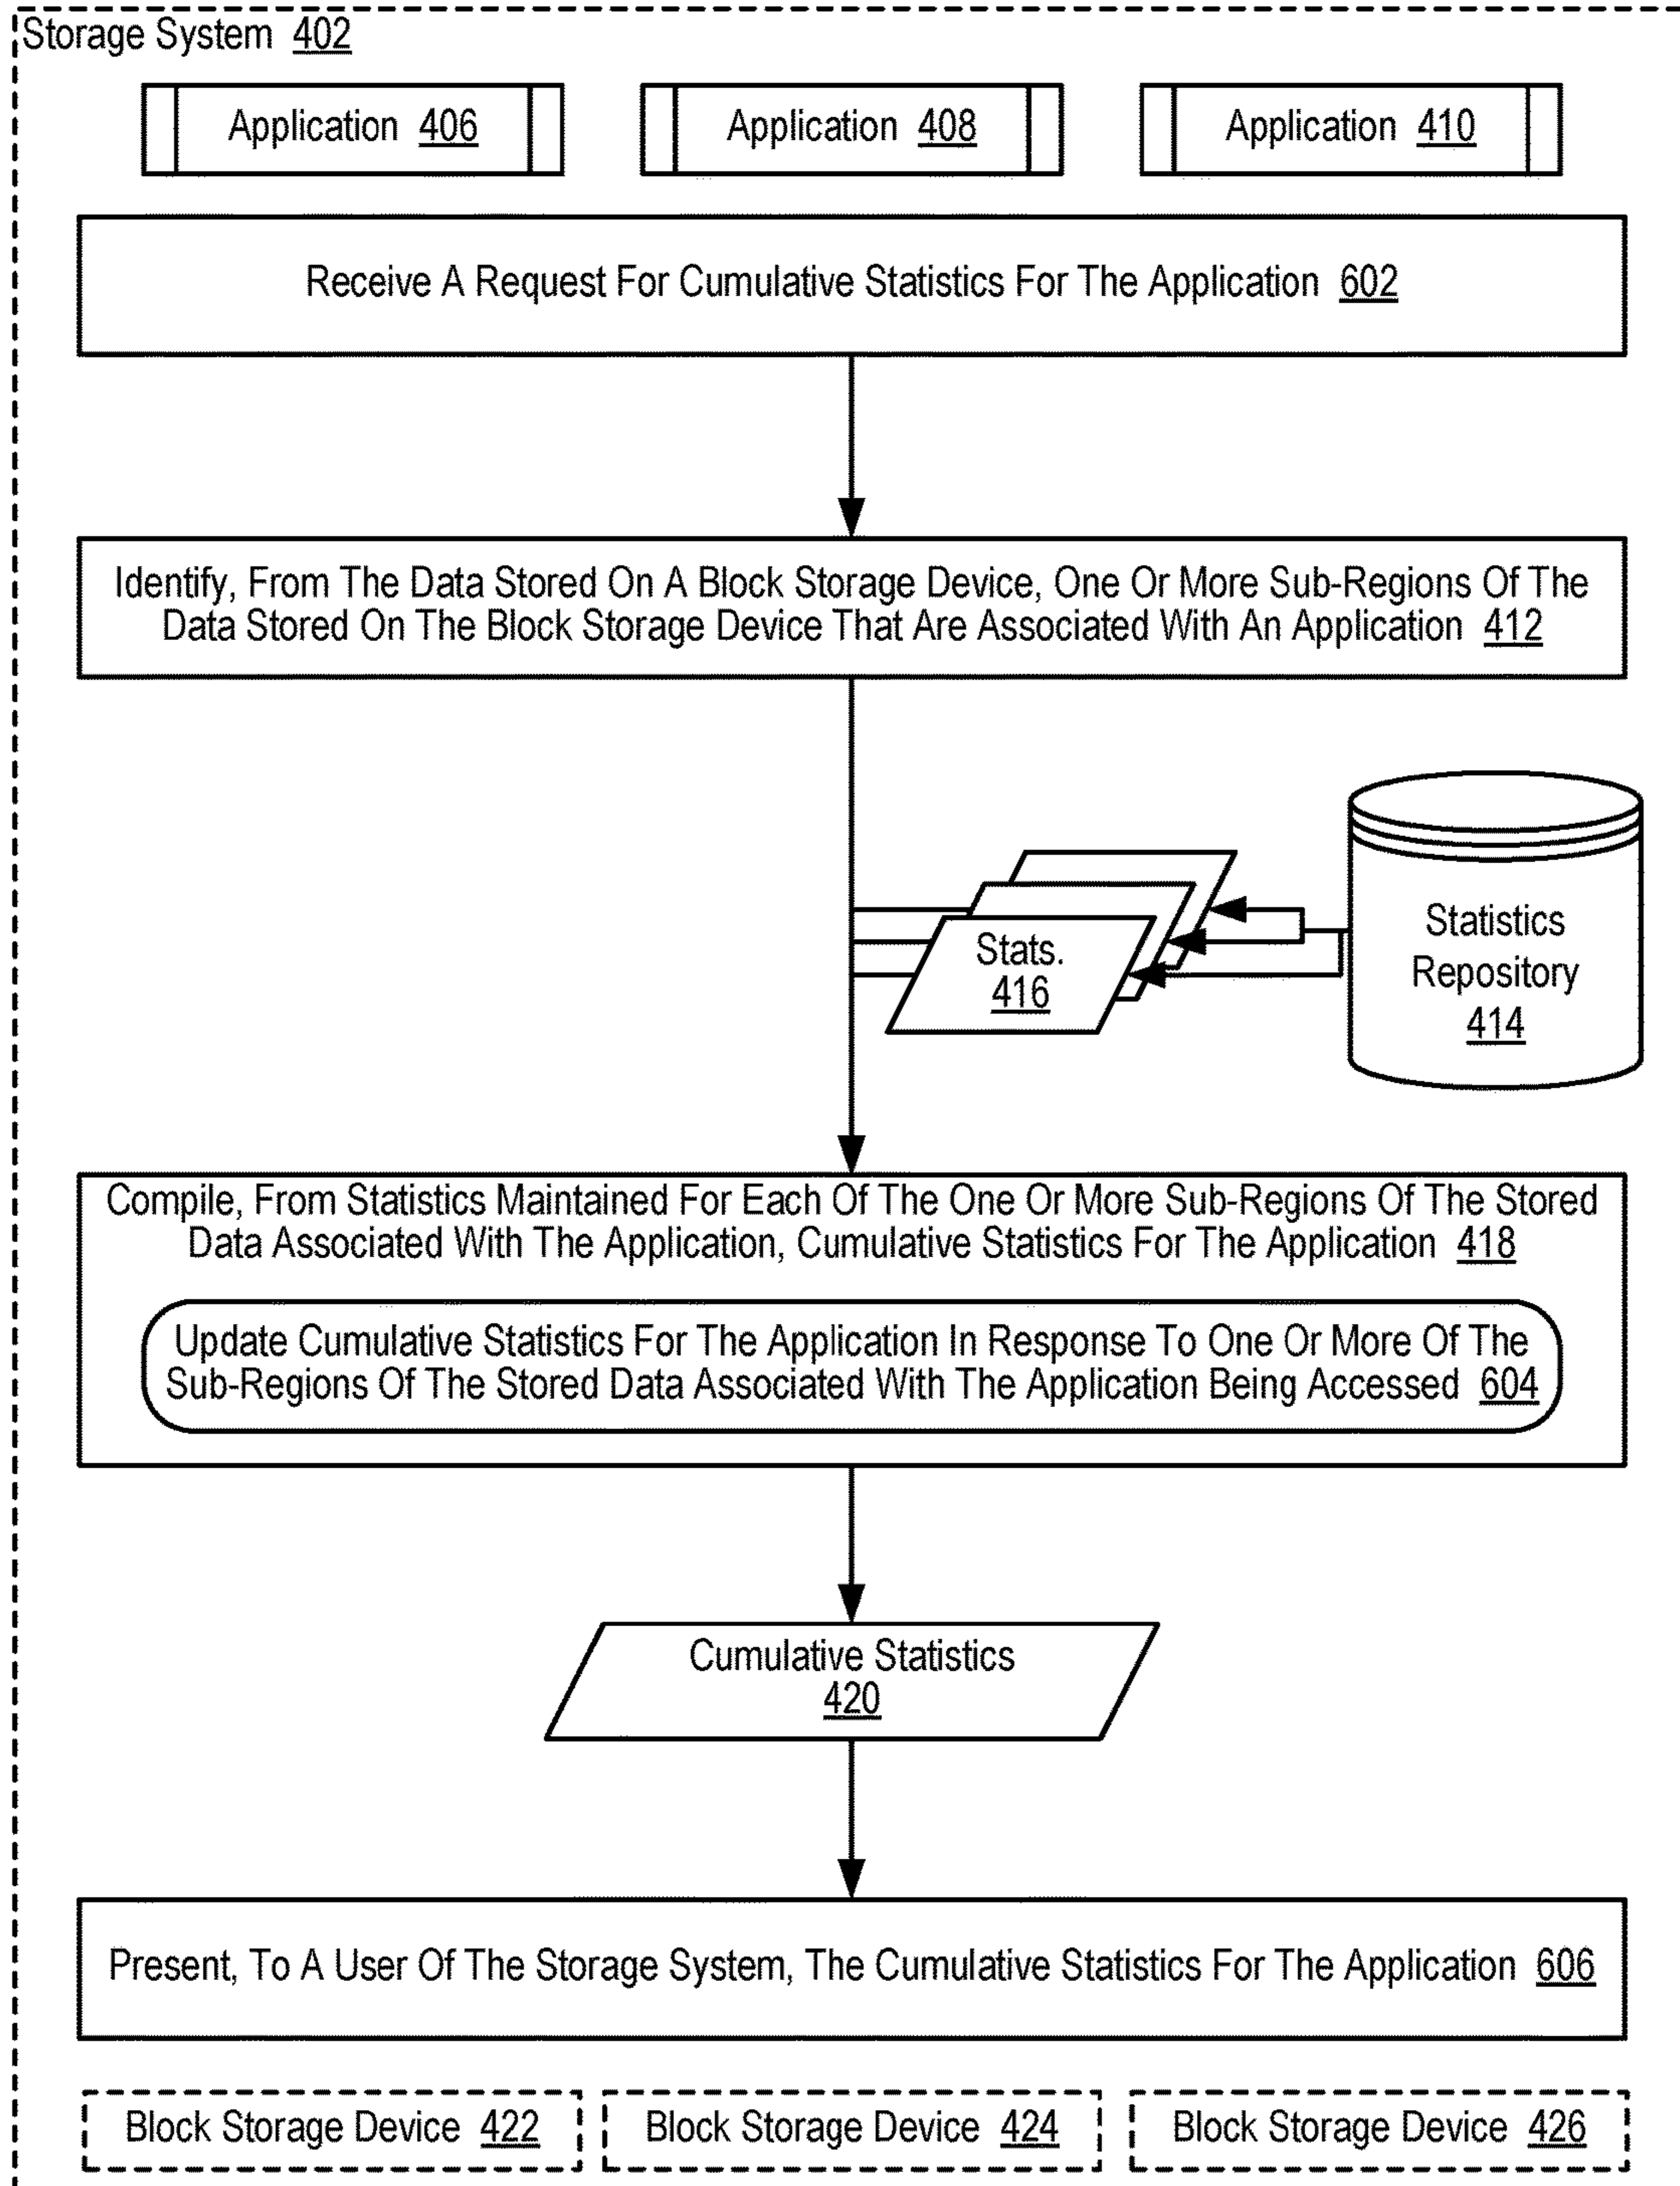 Storage System 402
Application 406
Application 408
Application 410
Receive A Request For Cumulative Statistics For The Application 602
Identify, From The Data Stored On A Block Storage Device, One Or More Sub-Regions Of The
Data Stored On The Block Storage Device That Are Associated With An Application 412
Stats.
416
Statistics
Repository
414
Compile, From Statistics Maintained For Each Of The One Or More Sub-Regions Of The Stored
Data Associated With The Application, Cumulative Statistics For The Application 418
Update Cumulative Statistics For The Application In Response To One Or More Of The
Sub-Regions Of The Stored Data Associated With The Application Being Accessed 604
Cumulative Statistics
420
Present, To A User Of The Storage System, The Cumulative Statistics For The Application 606
Block Storage Device 422
Block Storage Device 424
Block Storage Device 426